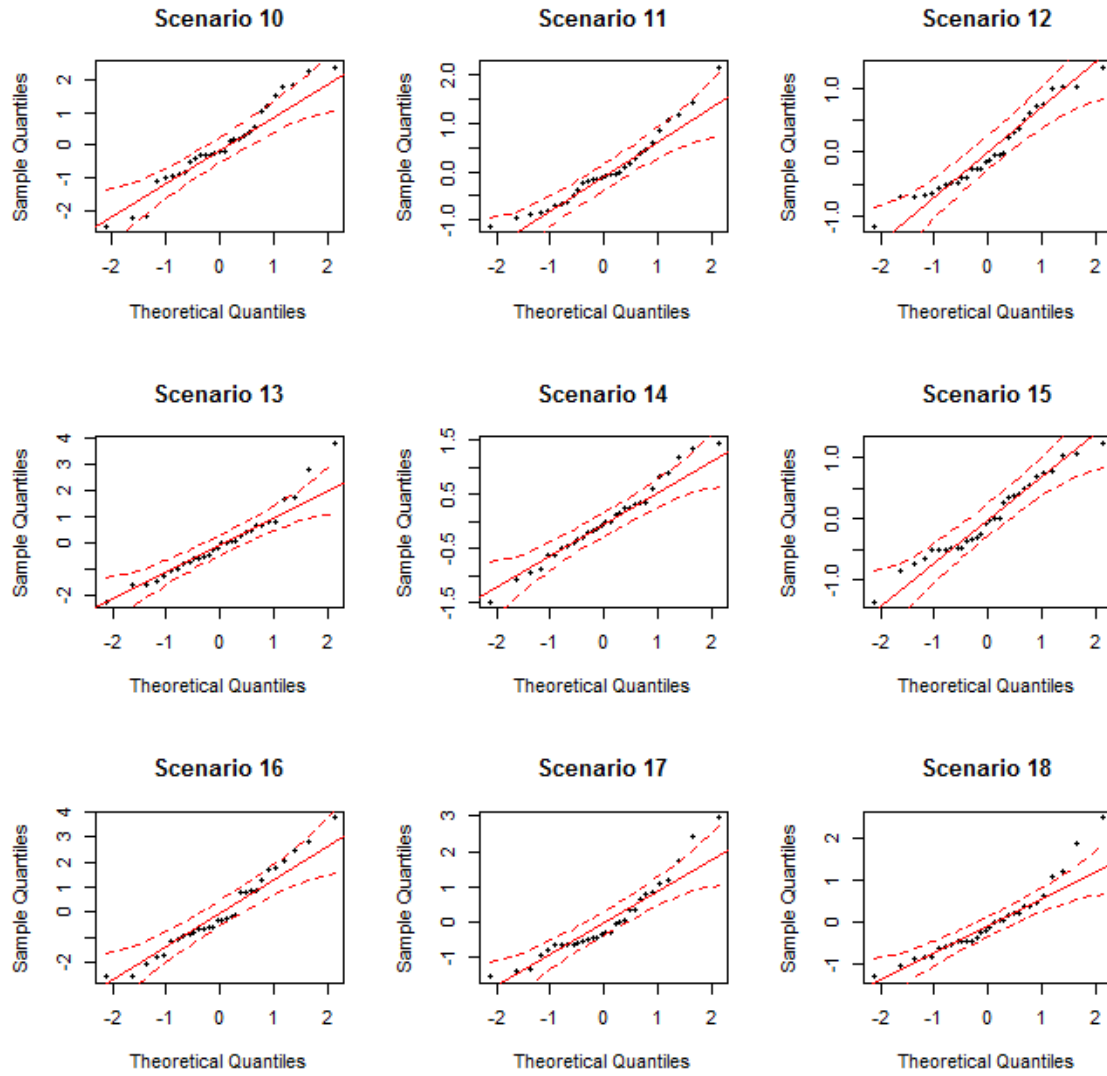 Scenario 10
Sample Quantiles
-2 -1 0 1 2
-2 -1 0 1 2
Theoretical Quantiles
Scenario 11
Sample Quantiles
-1.0 0.0 1.0 2.0
-2 -1 0 1 2
Theoretical Quantiles
Scenario 12
Sample Quantiles
-1.0 0.0 1.0
-2 -1 0 1 2
Theoretical Quantiles
Scenario 13
Sample Quantiles
-2 0 1 2 3 4
-2 -1 0 1 2
Theoretical Quantiles
Scenario 14
Sample Quantiles
-1.5 -0.5 0.5 1.5
-2 -1 0 1 2
Theoretical Quantiles
Scenario 15
Sample Quantiles
-1.0 0.0 1.0
-2 -1 0 1 2
Theoretical Quantiles
Scenario 16
Sample Quantiles
-2 0 1 2 3 4
-2 -1 0 1 2
Theoretical Quantiles
Scenario 17
Sample Quantiles
-1 0 1 2 3
-2 -1 0 1 2
Theoretical Quantiles
Scenario 18
Sample Quantiles
-1 0 1 2
-2 -1 0 1 2
Theoretical Quantiles